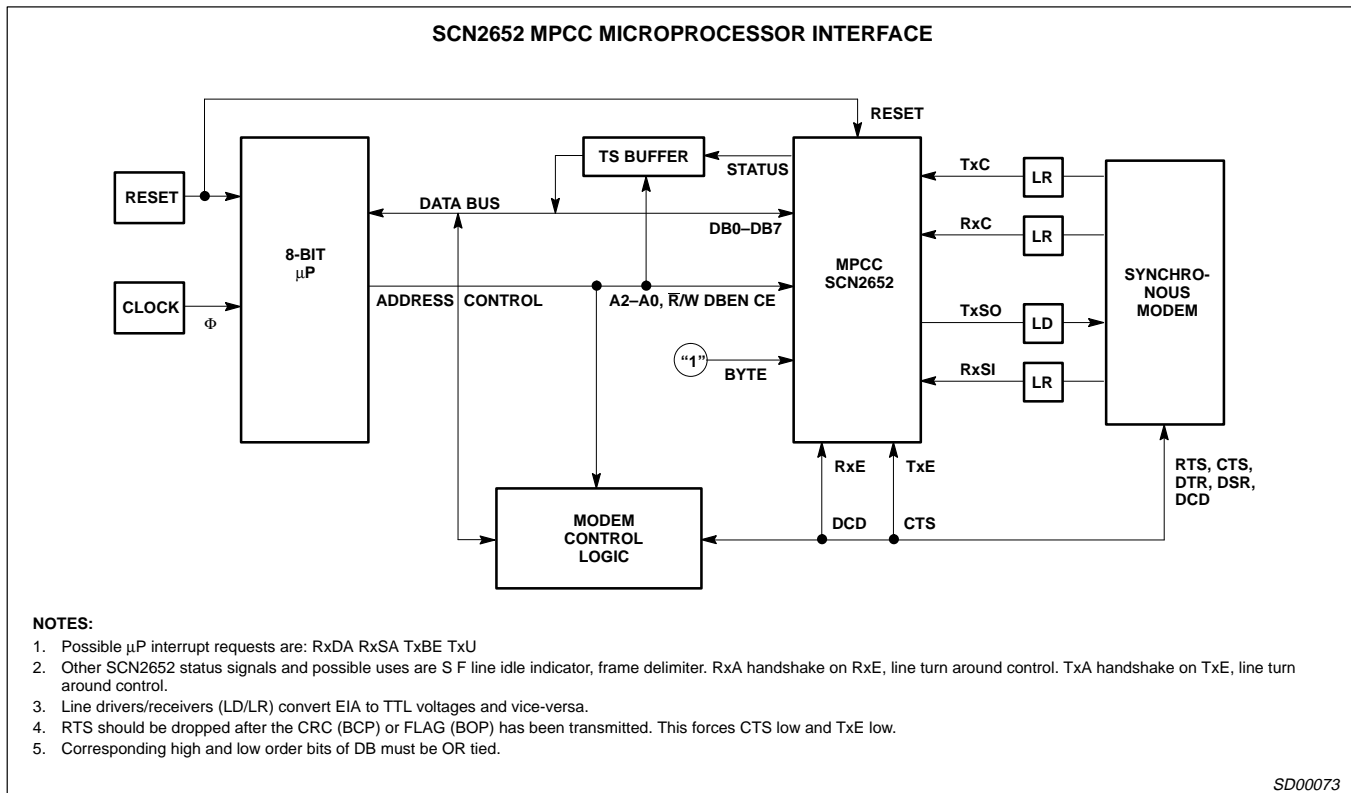 SCN2652 MPCC MICROPROCESSOR INTERFACE
RESET
TS BUFFER
STATUS
TxC
LR
RESET
DATA BUS
DB0–DB7
RxC
LR
8-BIT
μP
MPCC
SCN2652
SYNCHRO-
NOUS
MODEM
CLOCK
Φ
ADDRESS CONTROL
A2–A0, R̅/W DBEN CE
TxSO
LD
"1"
BYTE
RxSI
LR
RxE
TxE
RTS, CTS,
DTR, DSR,
DCD
MODEM
CONTROL
LOGIC
DCD
CTS
NOTES:
1. Possible μP interrupt requests are: RxDA RxSA TxBE TxU
2. Other SCN2652 status signals and possible uses are S F line idle indicator, frame delimiter. RxA handshake on RxE, line turn around control. TxA handshake on TxE, line turn
around control.
3. Line drivers/receivers (LD/LR) convert EIA to TTL voltages and vice-versa.
4. RTS should be dropped after the CRC (BCP) or FLAG (BOP) has been transmitted. This forces CTS low and TxE low.
5. Corresponding high and low order bits of DB must be OR tied.
SD00073